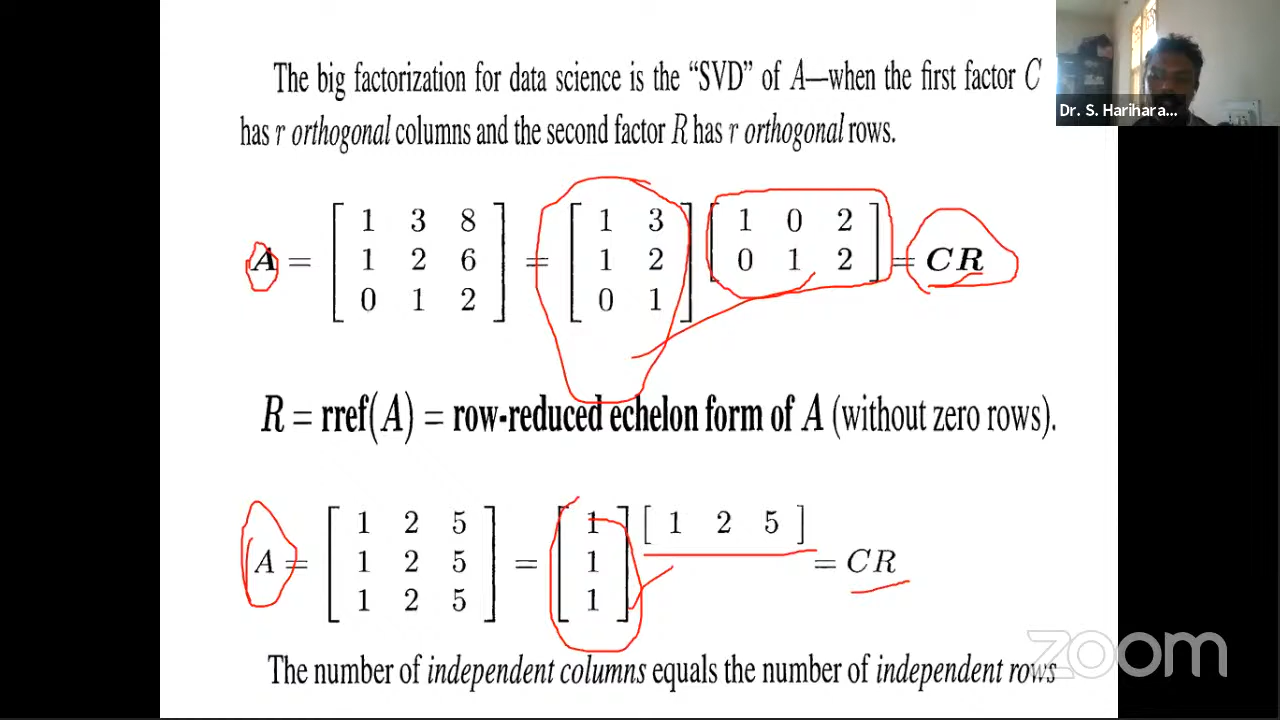 The big factorization for data science is the “SVD” of A—when the first factor C
has r orthogonal columns and the second factor R has r orthogonal rows.
Dr. S. Harihara...
A = [ 1 3 8 ; 1 2 6 ; 0 1 2 ] = [ 1 3 ; 1 2 ; 0 1 ] [ 1 0 2 ; 0 1 2 ] = CR
R = rref(A) = row-reduced echelon form of A (without zero rows).
A = [ 1 2 5 ; 1 2 5 ; 1 2 5 ] = [ 1 ; 1 ; 1 ] [ 1 2 5 ] = CR
The number of independent columns equals the number of independent rows
zoom